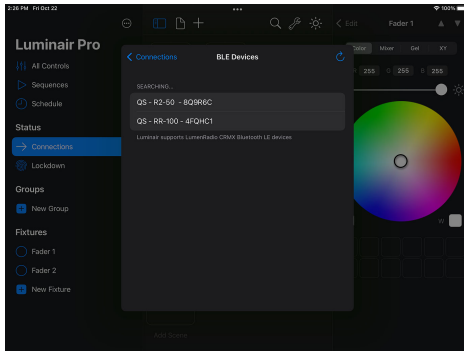 2:26 PM Fri Oct 22
100%
Edit
Fader 1
Luminair Pro
All Controls
Sequences
Schedule
Status
Connections
Lockdown
Groups
New Group
Fixtures
Fader 1
Fader 2
New Fixture
Connections
BLE Devices
SEARCHING...
QS - R2-50 - 8Q9R6C
QS - RR-100 - 4FQHC1
Luminair supports LumenRadio CRMX Bluetooth LE devices
Color Mixer Gel XY
255 G 255 B 255
W
Add Scene